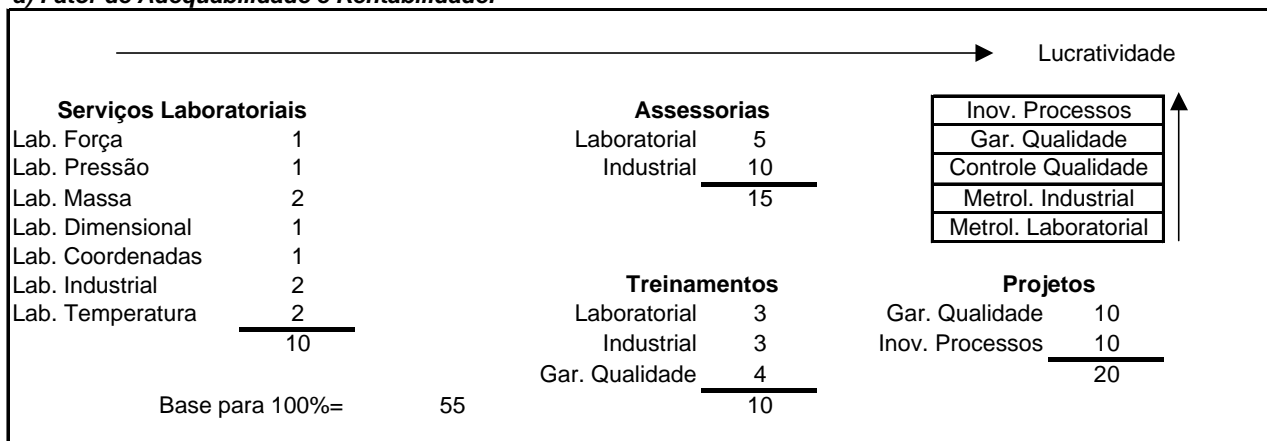 Fator de Adequabilidade e Rentabilidade:
Lucratividade
Serviços Laboratoriais
Lab. Força 1
Lab. Pressão 1
Lab. Massa 2
Lab. Dimensional 1
Lab. Coordenadas 1
Lab. Industrial 2
Lab. Temperatura 2
10
Assessorias
Laboratorial 5
Industrial 10
15
Inov. Processos
Gar. Qualidade
Controle Qualidade
Metrol. Industrial
Metrol. Laboratorial
Treinamentos
Laboratorial 3
Industrial 3
Gar. Qualidade 4
10
Projetos
Gar. Qualidade 10
Inov. Processos 10
20
Base para 100%= 55